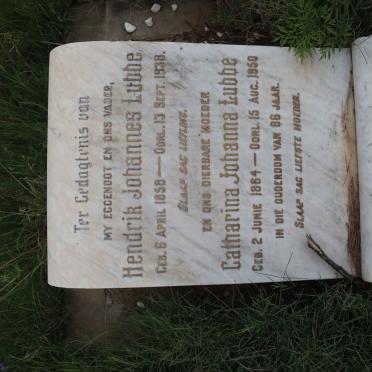 Ter Gedagtenis van
MY EGGENOOT EN ONS VADER,
Hendrik Johannes Lubbe
GEB. 6 APRIL 1858 — OORL. 13 SEPT. 1938.
SLAAP SAG LIEFLING.
EN ONS DIERBARE MOEDER
Catharina Johanna Lubbe
GEB. 2 JUNIE 1864 — OORL. 15 AUG. 1950
IN DIE OUDERDOM VAN 86 JAAR.
SLAAP SAG LIEFSTE MOEDER.